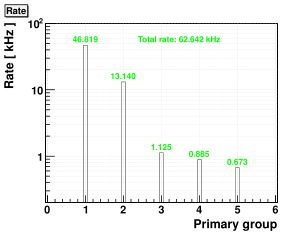 Rate
Rate [ kHz ]
10²
10
1
46.819
Total rate: 62.642 kHz
13.140
1.125
0.885
0.673
0 1 2 3 4 5 6
Primary group